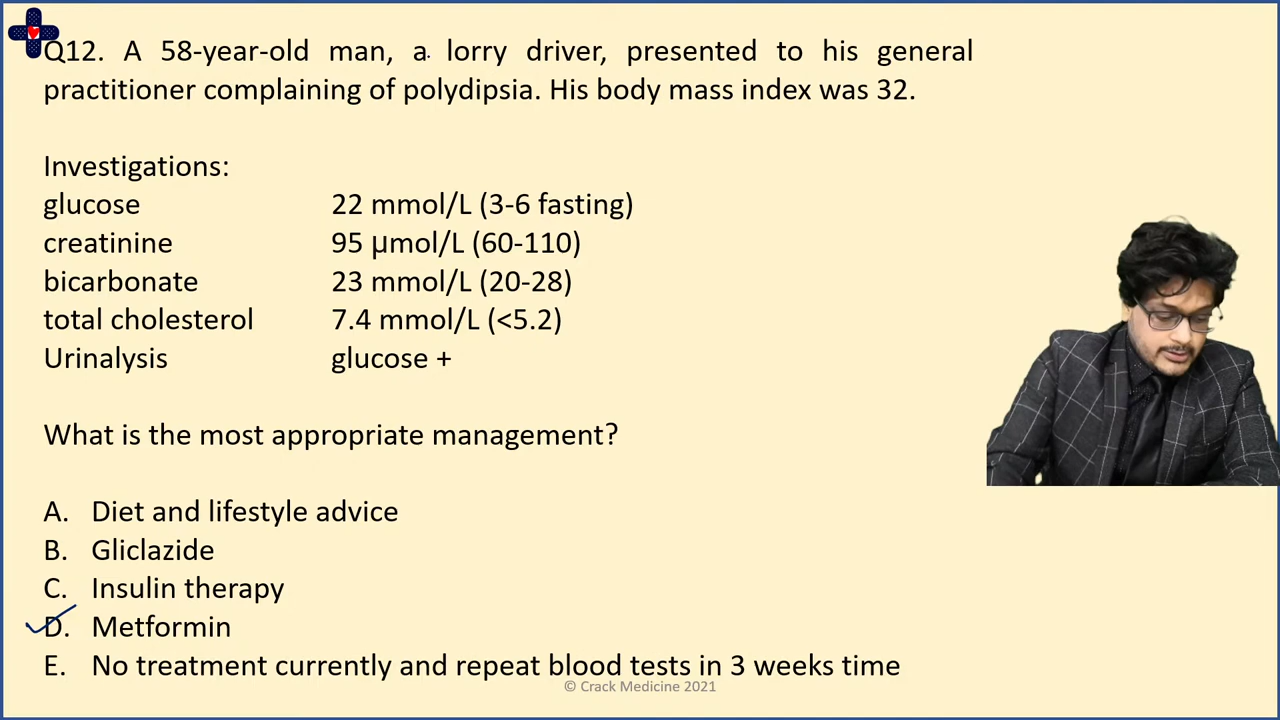 Q12. A 58-year-old man, a lorry driver, presented to his general
practitioner complaining of polydipsia. His body mass index was 32.
Investigations:
glucose 22 mmol/L (3-6 fasting)
creatinine 95 µmol/L (60-110)
bicarbonate 23 mmol/L (20-28)
total cholesterol 7.4 mmol/L (<5.2)
Urinalysis glucose +
What is the most appropriate management?
A. Diet and lifestyle advice
B. Gliclazide
C. Insulin therapy
D. Metformin
E. No treatment currently and repeat blood tests in 3 weeks time
© Crack Medicine 2021